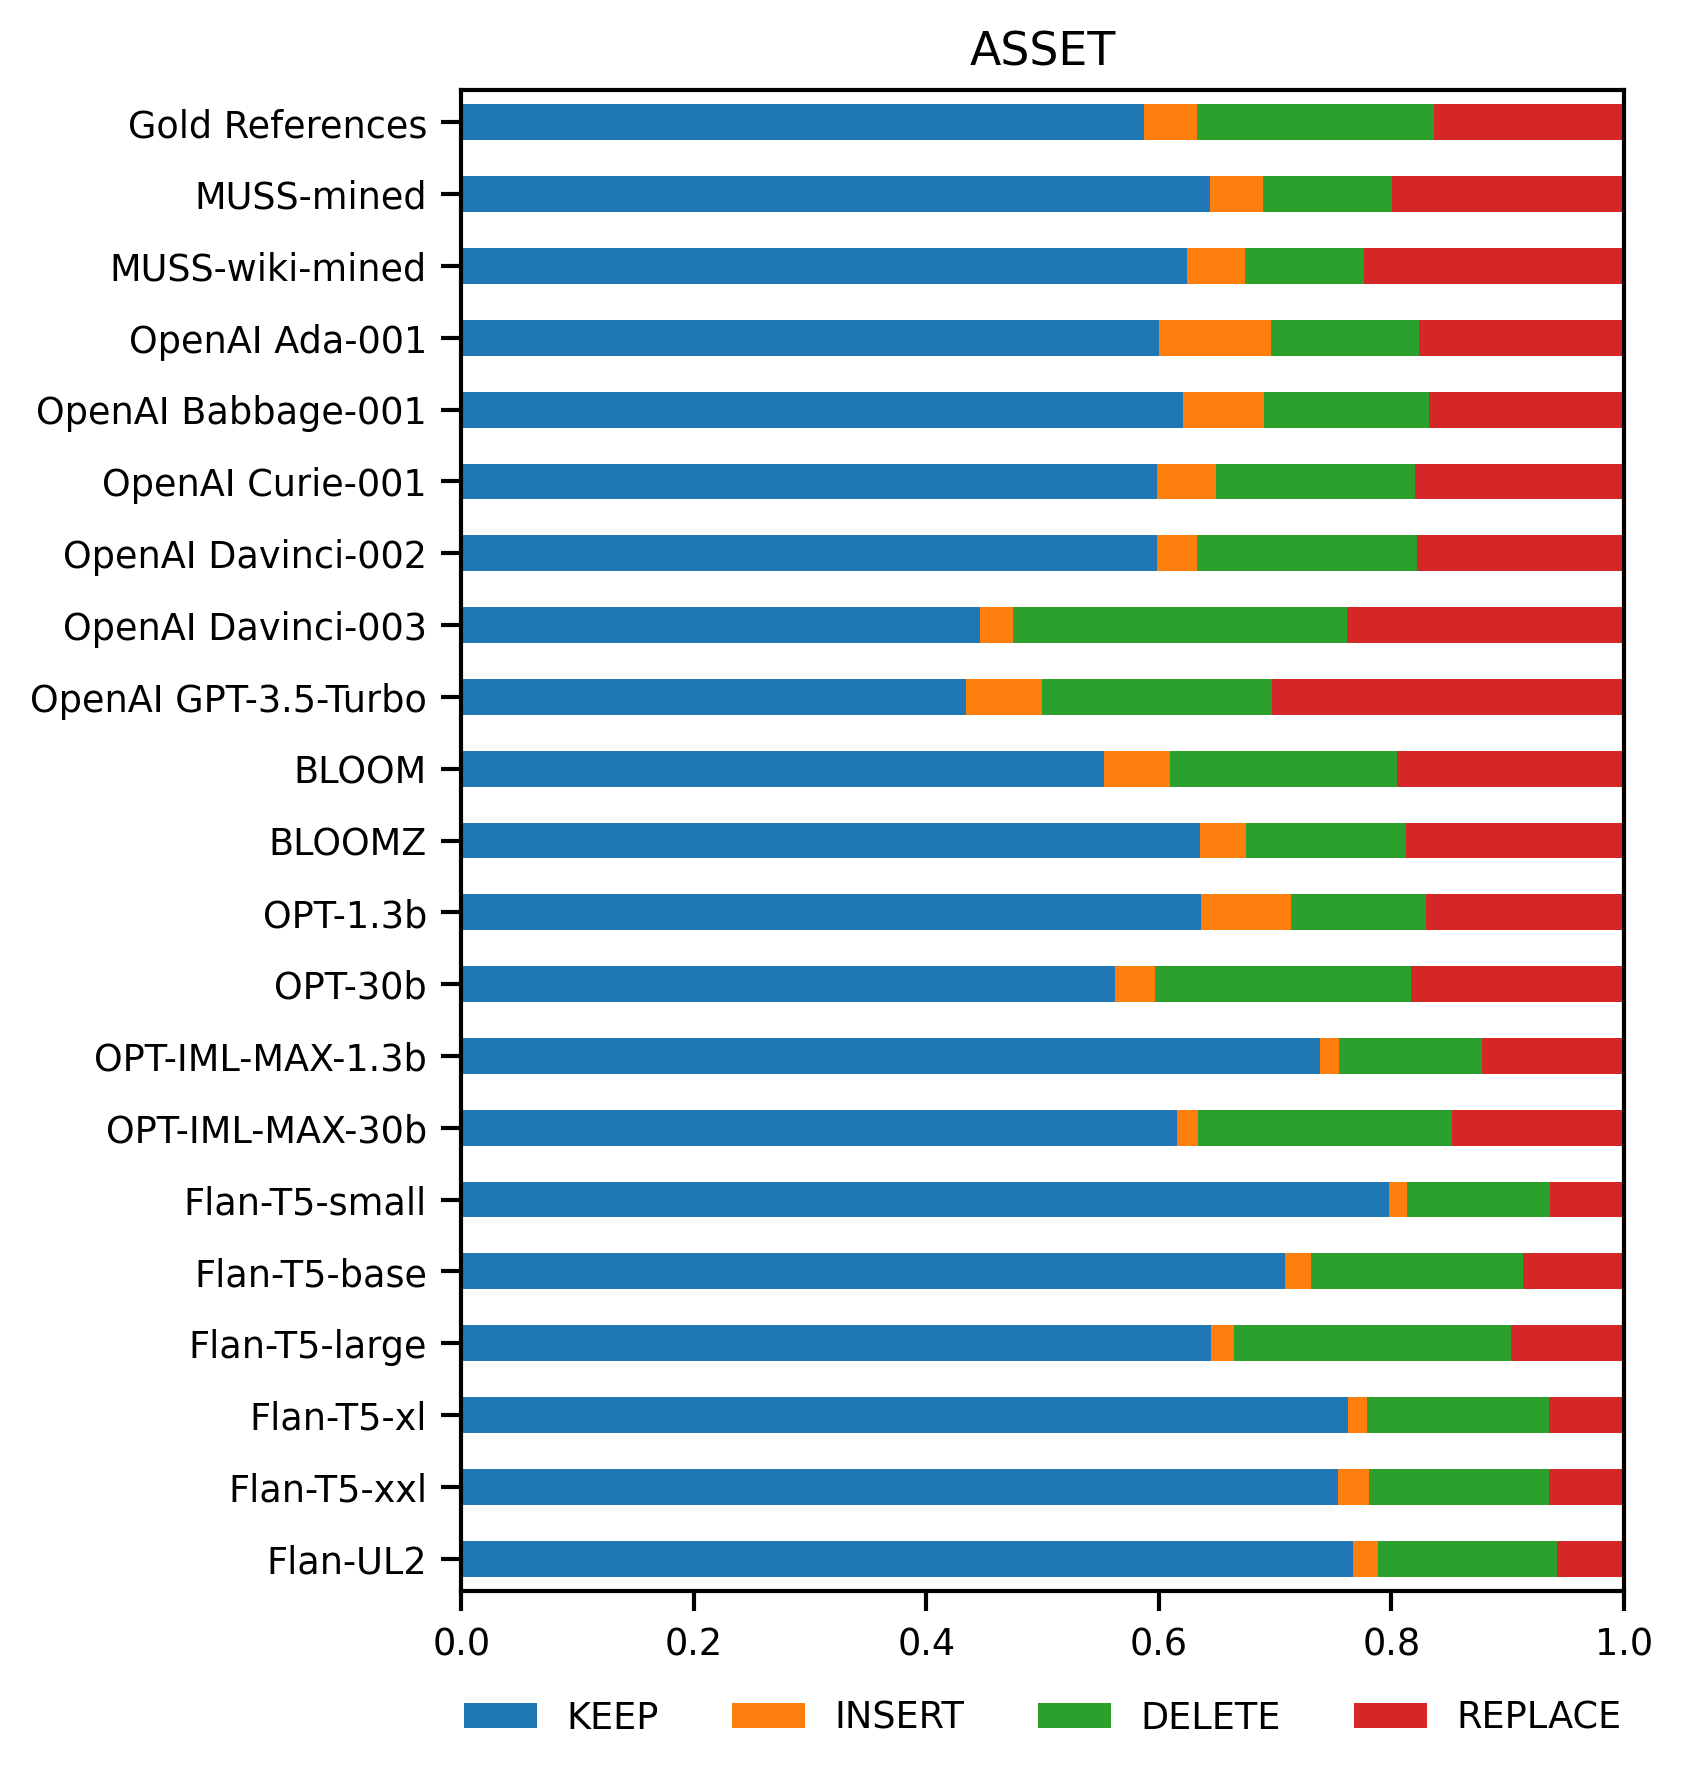 ASSET
Gold References
MUSS-mined
MUSS-wiki-mined
OpenAI Ada-001
OpenAI Babbage-001
OpenAI Curie-001
OpenAI Davinci-002
OpenAI Davinci-003
OpenAI GPT-3.5-Turbo
BLOOM
BLOOMZ
OPT-1.3b
OPT-30b
OPT-IML-MAX-1.3b
OPT-IML-MAX-30b
Flan-T5-small
Flan-T5-base
Flan-T5-large
Flan-T5-xl
Flan-T5-xxl
Flan-UL2
0.0 0.2 0.4 0.6 0.8 1.0
KEEP INSERT DELETE REPLACE